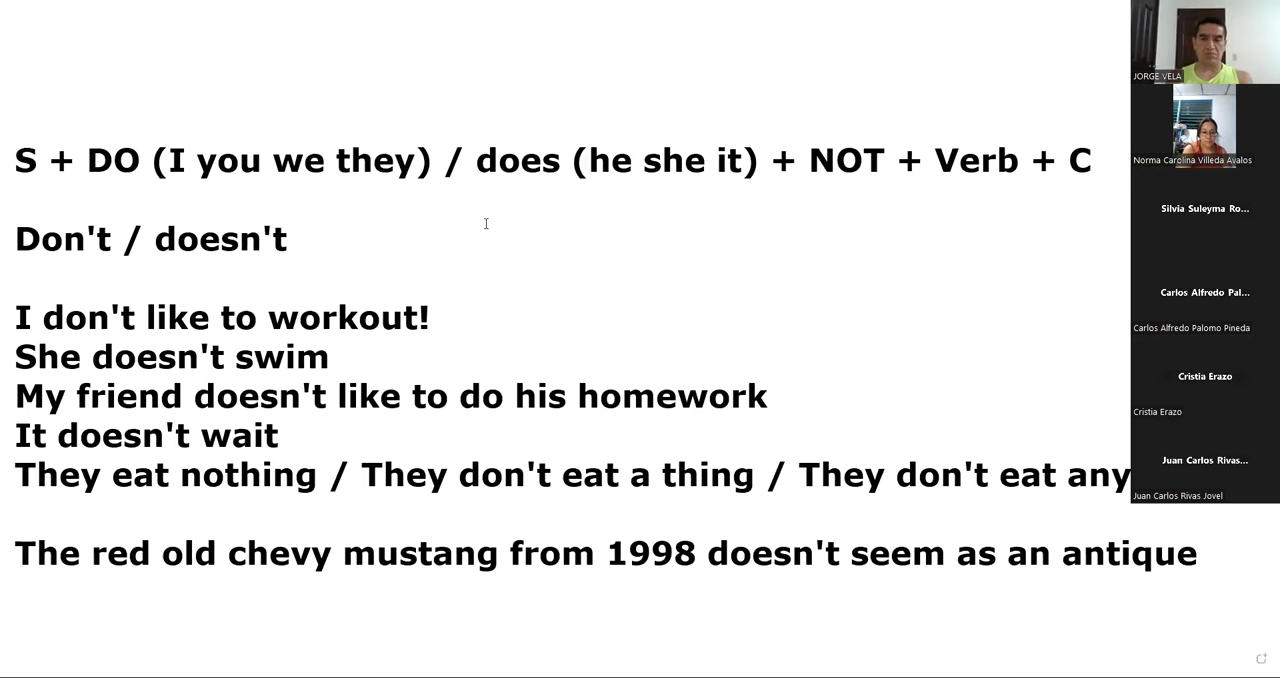 S + DO (I you we they) / does (he she it) + NOT + Verb + C
Don't / doesn't
I don't like to workout!
She doesn't swim
My friend doesn't like to do his homework
It doesn't wait
They eat nothing / They don't eat a thing / They don't eat any
The red old chevy mustang from 1998 doesn't seem as an antique
JORGE VELA
Norma Carolina Villeda Avalos
Silvia Suleyma Ro...
Carlos Alfredo Pal...
Carlos Alfredo Palomo Pineda
Cristia Erazo
Cristia Erazo
Juan Carlos Rivas...
Juan Carlos Rivas Jovel